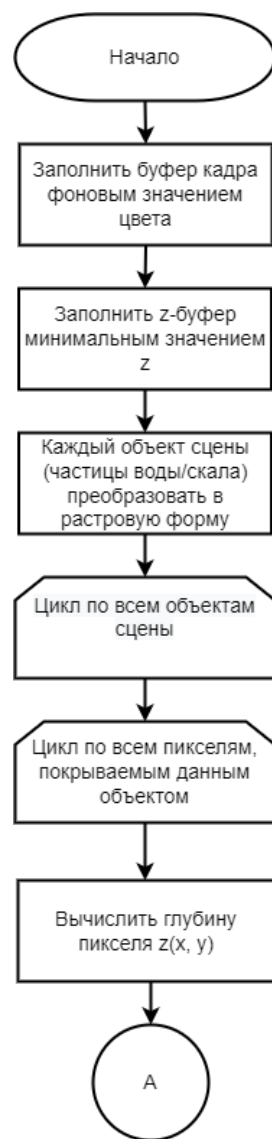 Начало
Заполнить буфер кадра
фоновым значением
цвета
Заполнить z-буфер
минимальным значением
z
Каждый объект сцены
(частицы воды/скала)
преобразовать в
растровую форму
Цикл по всем объектам
сцены
Цикл по всем пикселям,
покрываемым данным
объектом
Вычислить глубину
пикселя z(x, y)
А